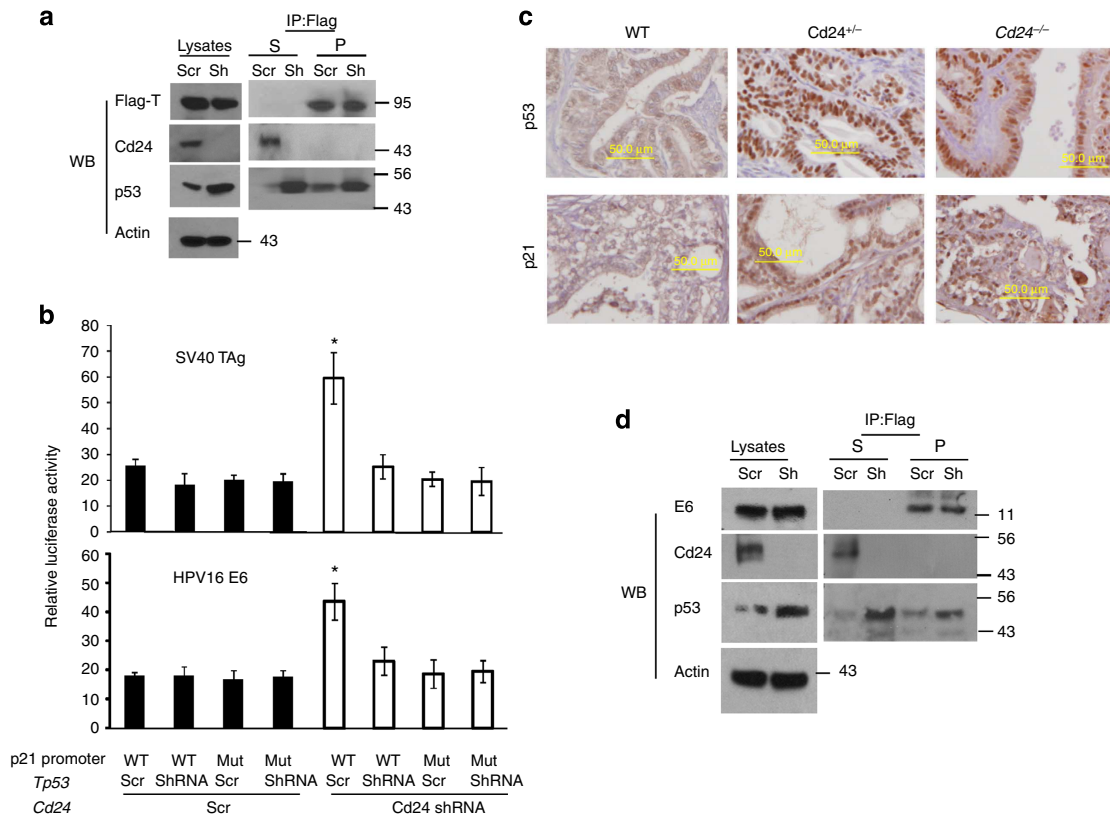 a
IP:Flag
Lysates S P
Scr Sh Scr Sh Scr Sh
WB
Flag-T 95
Cd24 43
p53 56
43
Actin 43
b
Relative luciferase activity
80
70
60
50
40
30
20
10
0
SV40 TAg
*
60
50
40
30
20
10
0
HPV16 E6
*
p21 promoter WT WT Mut Mut WT WT Mut Mut
Tp53 Scr ShRNA Scr ShRNA Scr ShRNA Scr ShRNA
Cd24 Scr Cd24 shRNA
c
WT Cd24+/− Cd24−/−
p53
50.0 µm 50.0 µm 50.0 µm
p21
50.0 µm 50.0 µm 50.0 µm
d
IP:Flag
Lysates S P
Scr Sh Scr Sh Scr Sh
WB
E6 11
Cd24 56
43
p53 56
43
Actin 43